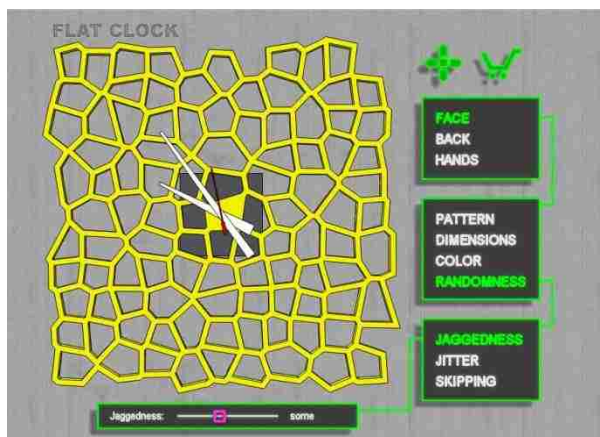 FLAT CLOCK
FACE
BACK
HANDS
PATTERN
DIMENSIONS
COLOR
RANDOMNESS
JAGGEDNESS
JITTER
SKIPPING
Jaggedness: some